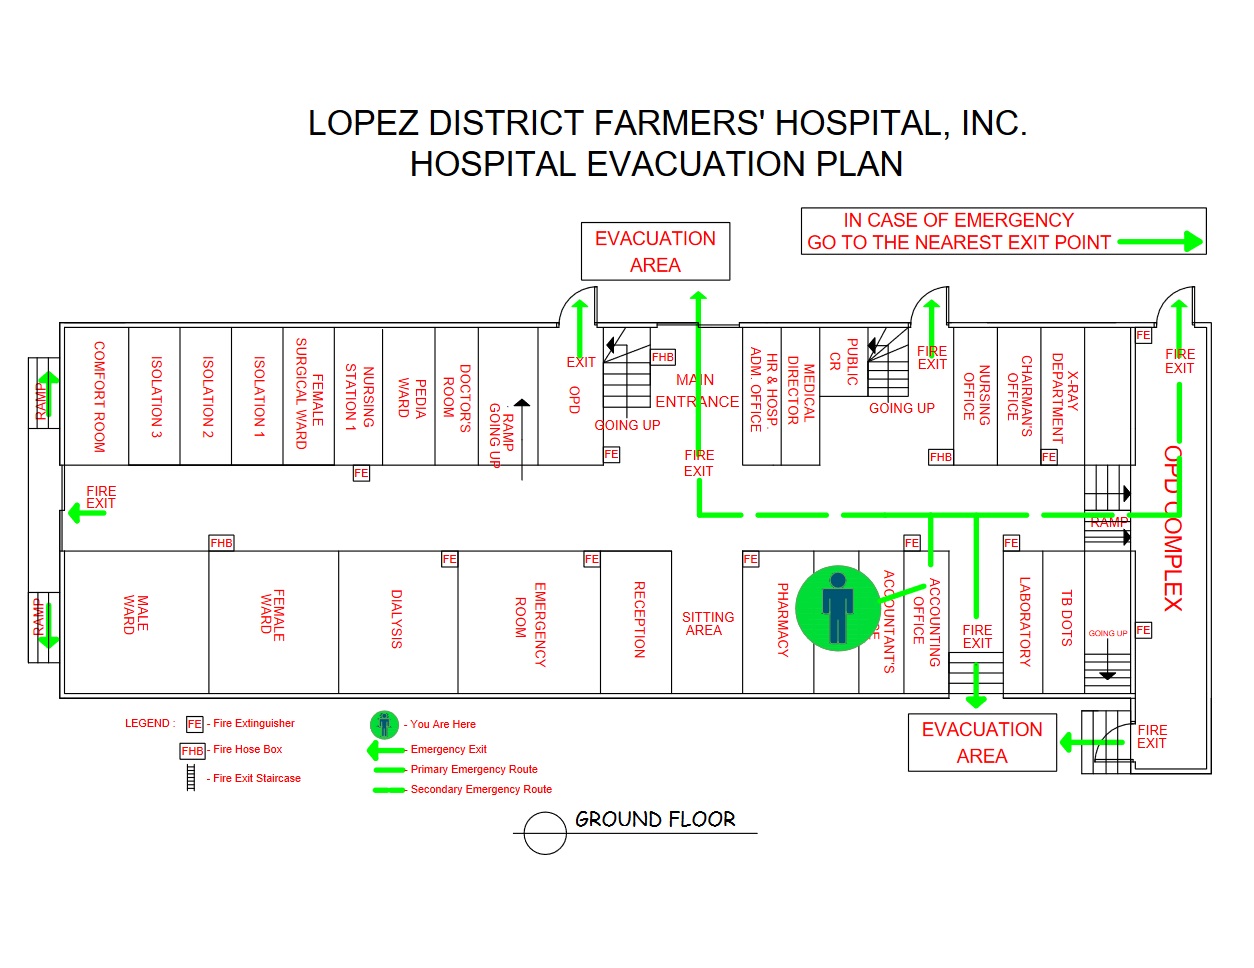 LOPEZ DISTRICT FARMERS' HOSPITAL, INC.
HOSPITAL EVACUATION PLAN
IN CASE OF EMERGENCY
GO TO THE NEAREST EXIT POINT
EVACUATION
AREA
RAMP
COMFORT ROOM
ISOLATION 3
ISOLATION 2
ISOLATION 1
FEMALE
SURGICAL WARD
NURSING
STATION 1
PEDIA
WARD
DOCTOR'S
ROOM
RAMP
GOING UP
EXIT
OPD
GOING UP
FHB
MAIN
ENTRANCE
HR & HOSP.
ADM. OFFICE
MEDICAL
DIRECTOR
PUBLIC
CR
GOING UP
FIRE
EXIT
NURSING
OFFICE
CHAIRMAN'S
OFFICE
X-RAY
DEPARTMENT
FE
FIRE
EXIT
FE
FE
FIRE
EXIT
FHB
FE
OPD COMPLEX
FIRE
EXIT
RAMP
FHB
FE
FE
FE
FE
FE
RAMP
MALE
WARD
FEMALE
WARD
DIALYSIS
EMERGENCY
ROOM
RECEPTION
SITTING
AREA
PHARMACY
ACCOUNTANT'S
ACCOUNTING
OFFICE
FIRE
EXIT
LABORATORY
TB DOTS
GOING UP
FE
LEGEND :
FE - Fire Extinguisher
FHB - Fire Hose Box
- Fire Exit Staircase
- You Are Here
- Emergency Exit
- Primary Emergency Route
- Secondary Emergency Route
EVACUATION
AREA
FIRE
EXIT
GROUND FLOOR